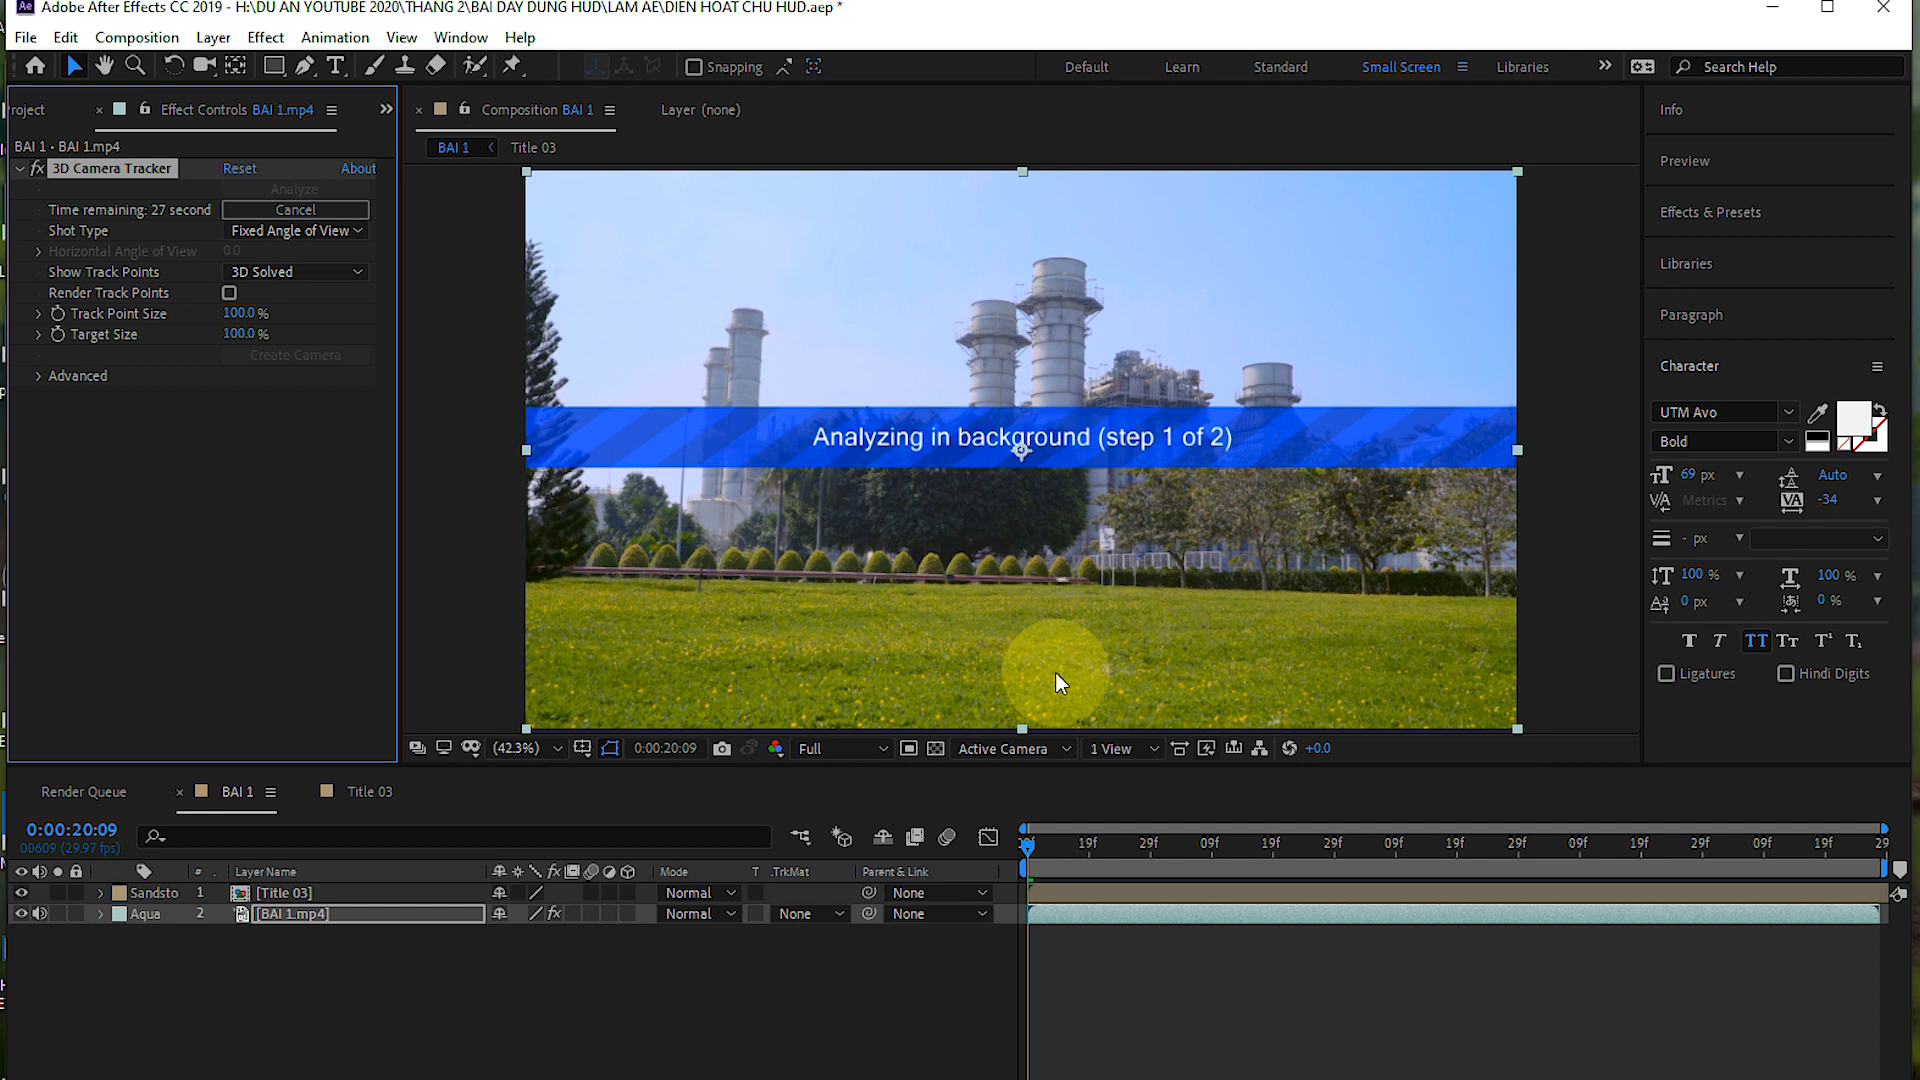 Adobe After Effects CC 2019 - H:\DU AN YOUTUBE 2020\THANG 2\BAI DAY DUNG HUD\LAM AE\DIEN HOAT CHU HUD.aep *
File Edit Composition Layer Effect Animation View Window Help
Snapping Default Learn Standard Small Screen Libraries Search Help
roject Effect Controls BAI 1.mp4 Composition BAI 1 Layer (none) Info
BAI 1 • BAI 1.mp4
BAI 1 Title 03
3D Camera Tracker Reset About
Analyze
Time remaining: 27 second Cancel
Shot Type Fixed Angle of View
Horizontal Angle of View 0.0
Show Track Points 3D Solved
Render Track Points
Track Point Size 100.0 %
Target Size 100.0 %
Create Camera
Advanced
Analyzing in background (step 1 of 2)
(42.3%) 0:00:20:09 Full Active Camera 1 View +0.0
Preview
Effects & Presets
Libraries
Paragraph
Character
UTM Avo
Bold
69 px Auto
Metrics -34
- px
100 % 100 %
0 px 0 %
Ligatures Hindi Digits
Render Queue BAI 1 Title 03
0:00:20:09
00609 (29.97 fps)
19f 29f 09f 19f 29f 09f 19f 29f 09f 19f 29f 09f 19f 29
# Layer Name Mode T .TrkMat Parent & Link
Sandsto 1 [Title 03] Normal None
Aqua 2 [BAI 1.mp4] Normal None None